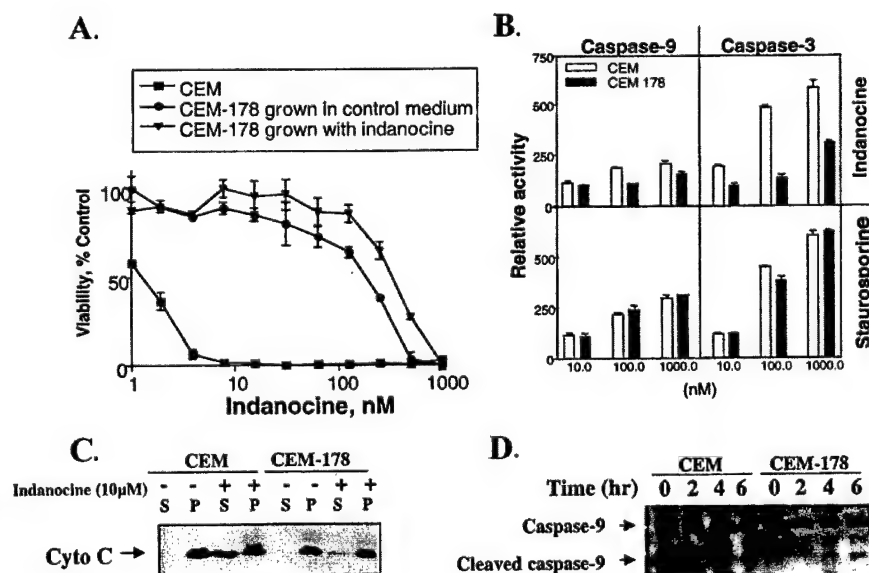 A.
CEM
CEM-178 grown in control medium
CEM-178 grown with indanocine
Viability, % Control
100
50
0
1 10 100 1000
Indanocine, nM
B.
Caspase-9 Caspase-3
CEM
CEM 178
Relative activity
750
500
250
0
500
250
0
Indanocine
Staurosporine
10.0 100.0 1000.0 10.0 100.0 1000.0
(nM)
C.
CEM CEM-178
Indanocine (10µM) - - + + - - + +
S P S P S P S P
Cyto C
D.
CEM CEM-178
Time (hr) 0 2 4 6 0 2 4 6
Caspase-9
Cleaved caspase-9